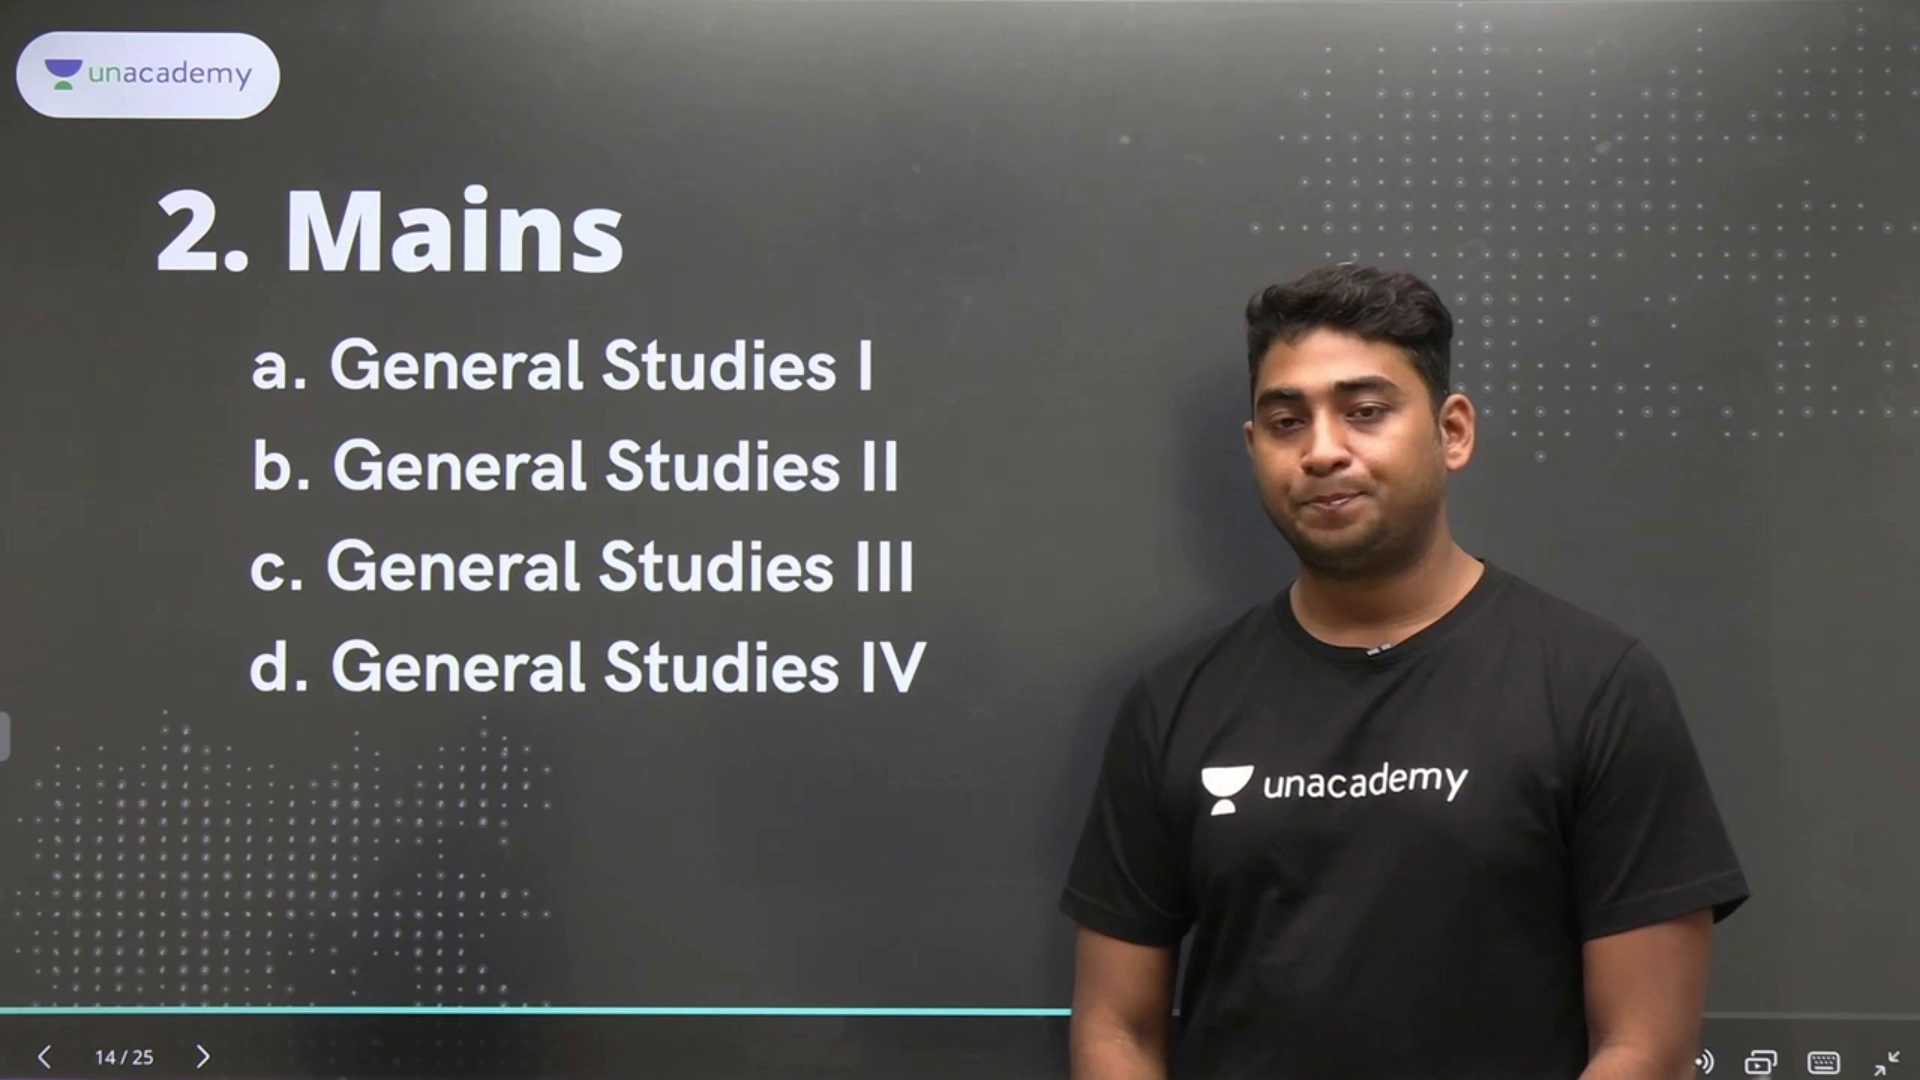 unacademy
2. Mains
a. General Studies I
b. General Studies II
c. General Studies III
d. General Studies IV
unacademy
14 / 25